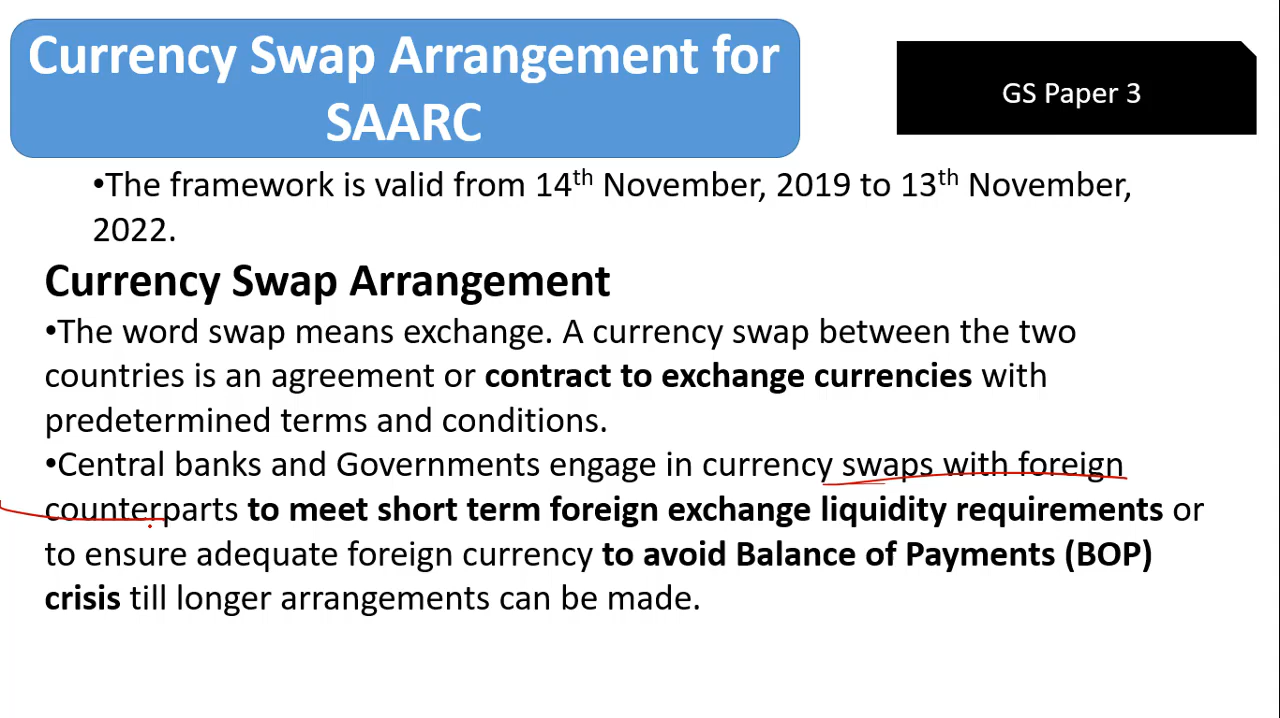 Currency Swap Arrangement for
SAARC
GS Paper 3
•The framework is valid from 14th November, 2019 to 13th November,
2022.
Currency Swap Arrangement
•The word swap means exchange. A currency swap between the two
countries is an agreement or contract to exchange currencies with
predetermined terms and conditions.
•Central banks and Governments engage in currency swaps with foreign
counterparts to meet short term foreign exchange liquidity requirements or
to ensure adequate foreign currency to avoid Balance of Payments (BOP)
crisis till longer arrangements can be made.